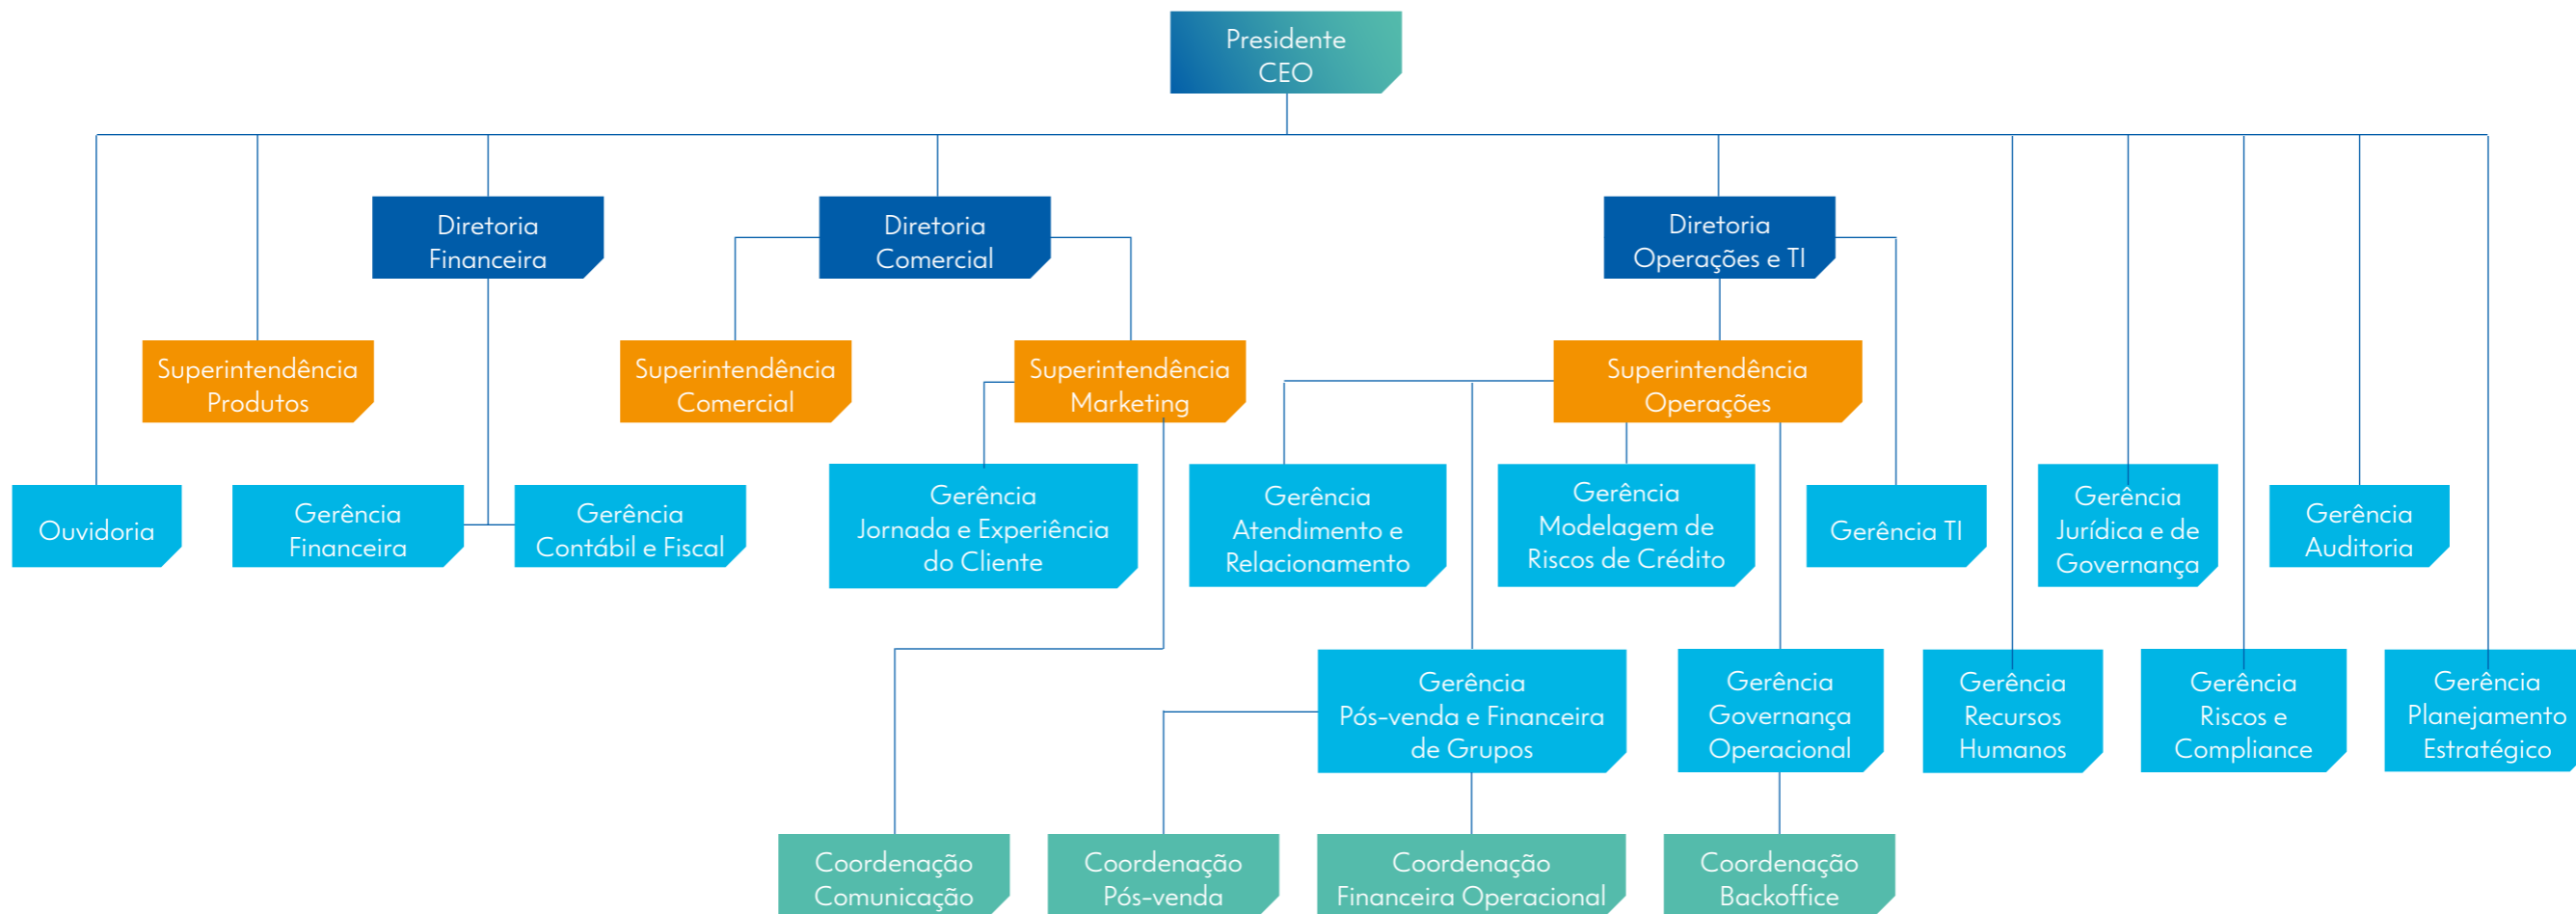 Presidente
CEO
Diretoria
Financeira
Diretoria
Comercial
Diretoria
Operações e TI
Superintendência
Produtos
Superintendência
Comercial
Superintendência
Marketing
Superintendência
Operações
Ouvidoria
Gerência
Financeira
Gerência
Contábil e Fiscal
Gerência
Jornada e Experiência
do Cliente
Gerência
Atendimento e
Relacionamento
Gerência
Modelagem de
Riscos de Crédito
Gerência TI
Gerência
Jurídica e de
Governança
Gerência
Auditoria
Gerência
Pós-venda e Financeira
de Grupos
Gerência
Governança
Operacional
Gerência
Recursos
Humanos
Gerência
Riscos e
Compliance
Gerência
Planejamento
Estratégico
Coordenação
Comunicação
Coordenação
Pós-venda
Coordenação
Financeira Operacional
Coordenação
Backoffice